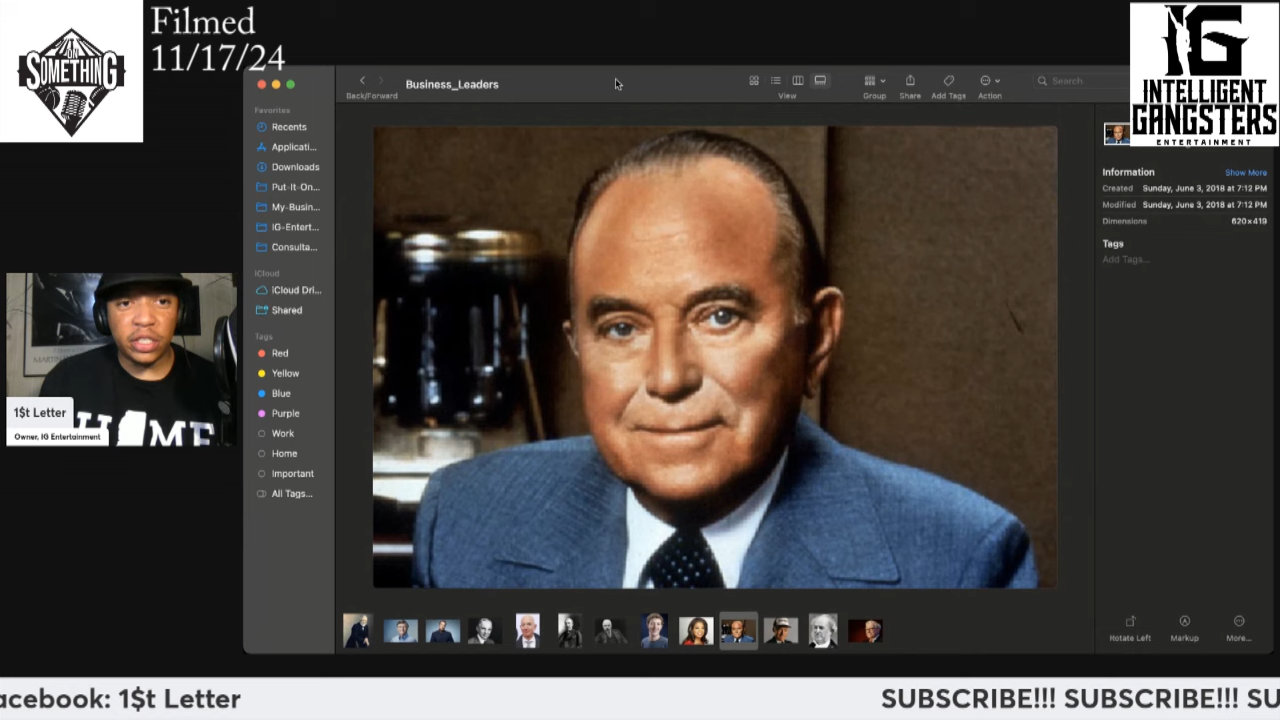 PUT IT ON
SOMETHING
Filmed
11/17/24
IG
INTELLIGENT
GANGSTERS
ENTERTAINMENT
Back/Forward
Business_Leaders
View
Group
Share
Add Tags
Action
Search
Favorites
Recents
Applicati...
Downloads
Put-It-On...
My-Busin...
IG-Entert...
Consulta...
iCloud
iCloud Dri...
Shared
Tags
Red
Yellow
Blue
Purple
Work
Home
Important
All Tags...
Information
Show More
Created Sunday, June 3, 2018 at 7:12 PM
Modified Sunday, June 3, 2018 at 7:12 PM
Dimensions 620×419
Tags
Add Tags...
Rotate Left
Markup
More...
1$t Letter
Owner, IG Entertainment
acebook: 1$t Letter
SUBSCRIBE!!! SUBSCRIBE!!! SU